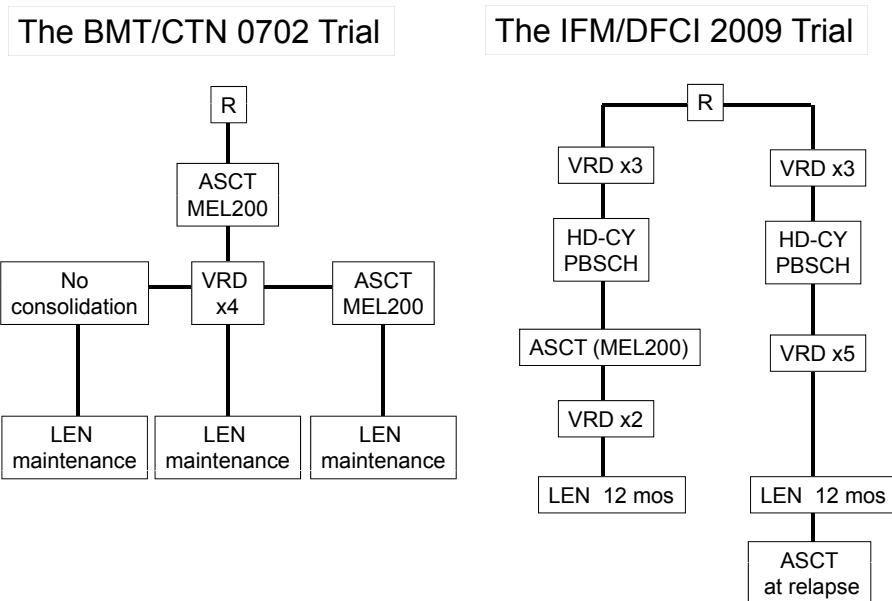 The BMT/CTN 0702 Trial
R
ASCT
MEL200
No
consolidation
VRD
x4
ASCT
MEL200
LEN
maintenance
LEN
maintenance
LEN
maintenance
The IFM/DFCI 2009 Trial
R
VRD x3
HD-CY
PBSCH
ASCT (MEL200)
VRD x2
LEN 12 mos
VRD x3
HD-CY
PBSCH
VRD x5
LEN 12 mos
ASCT
at relapse